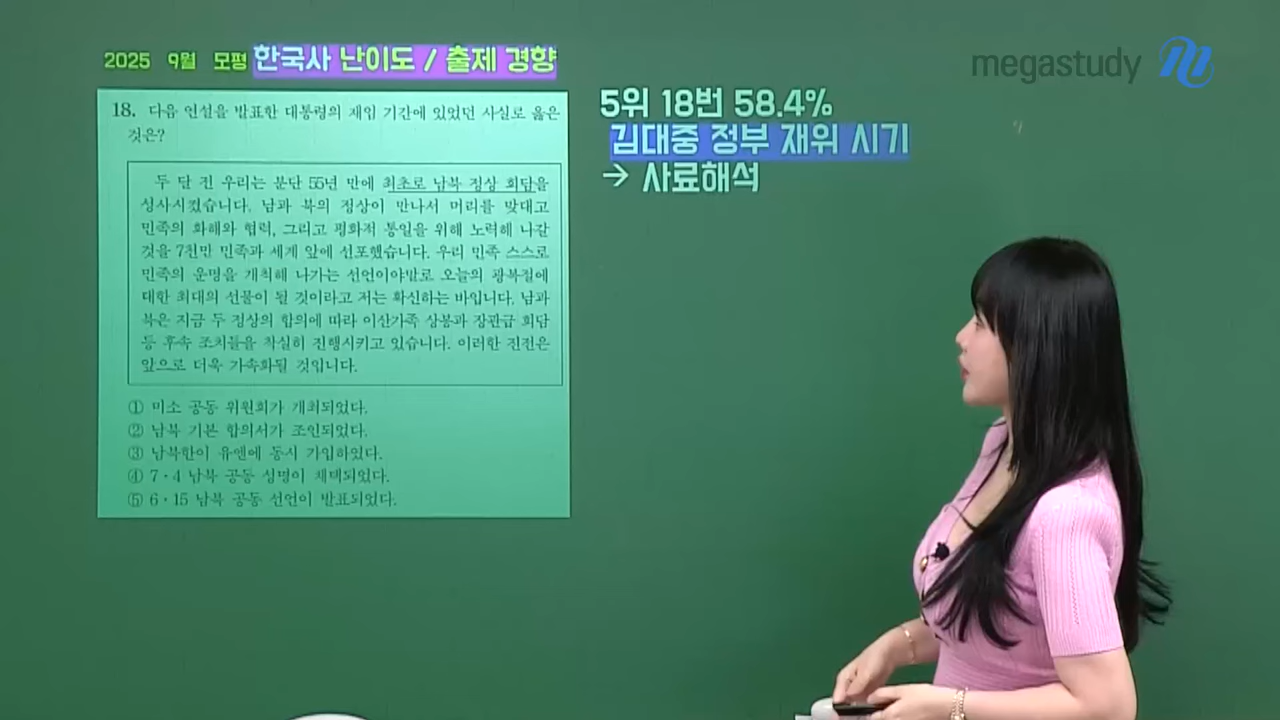 2025 9월 모평 한국사 난이도 / 출제 경향
megastudy
18. 다음 연설을 발표한 대통령의 재임 기간에 있었던 사실로 옳은
것은?
두 달 전 우리는 분단 55년 만에 최초로 남북 정상 회담을
성사시켰습니다. 남과 북의 정상이 만나서 머리를 맞대고
민족의 화해와 협력, 그리고 평화적 통일을 위해 노력해 나갈
것을 7천만 민족과 세계 앞에 선포했습니다. 우리 민족 스스로
민족의 운명을 개척해 나가는 선언이야말로 오늘의 광복절에
대한 최대의 선물이 될 것이라고 저는 확신하는 바입니다. 남과
북은 지금 두 정상의 합의에 따라 이산가족 상봉과 장관급 회담
등 후속 조치들을 착실히 진행시키고 있습니다. 이러한 진전은
앞으로 더욱 가속화될 것입니다.
① 미소 공동 위원회가 개최되었다.
② 남북 기본 합의서가 조인되었다.
③ 남북한이 유엔에 동시 가입하였다.
④ 7·4 남북 공동 성명이 채택되었다.
⑤ 6·15 남북 공동 선언이 발표되었다.
5위 18번 58.4%
김대중 정부 재위 시기
→ 사료해석